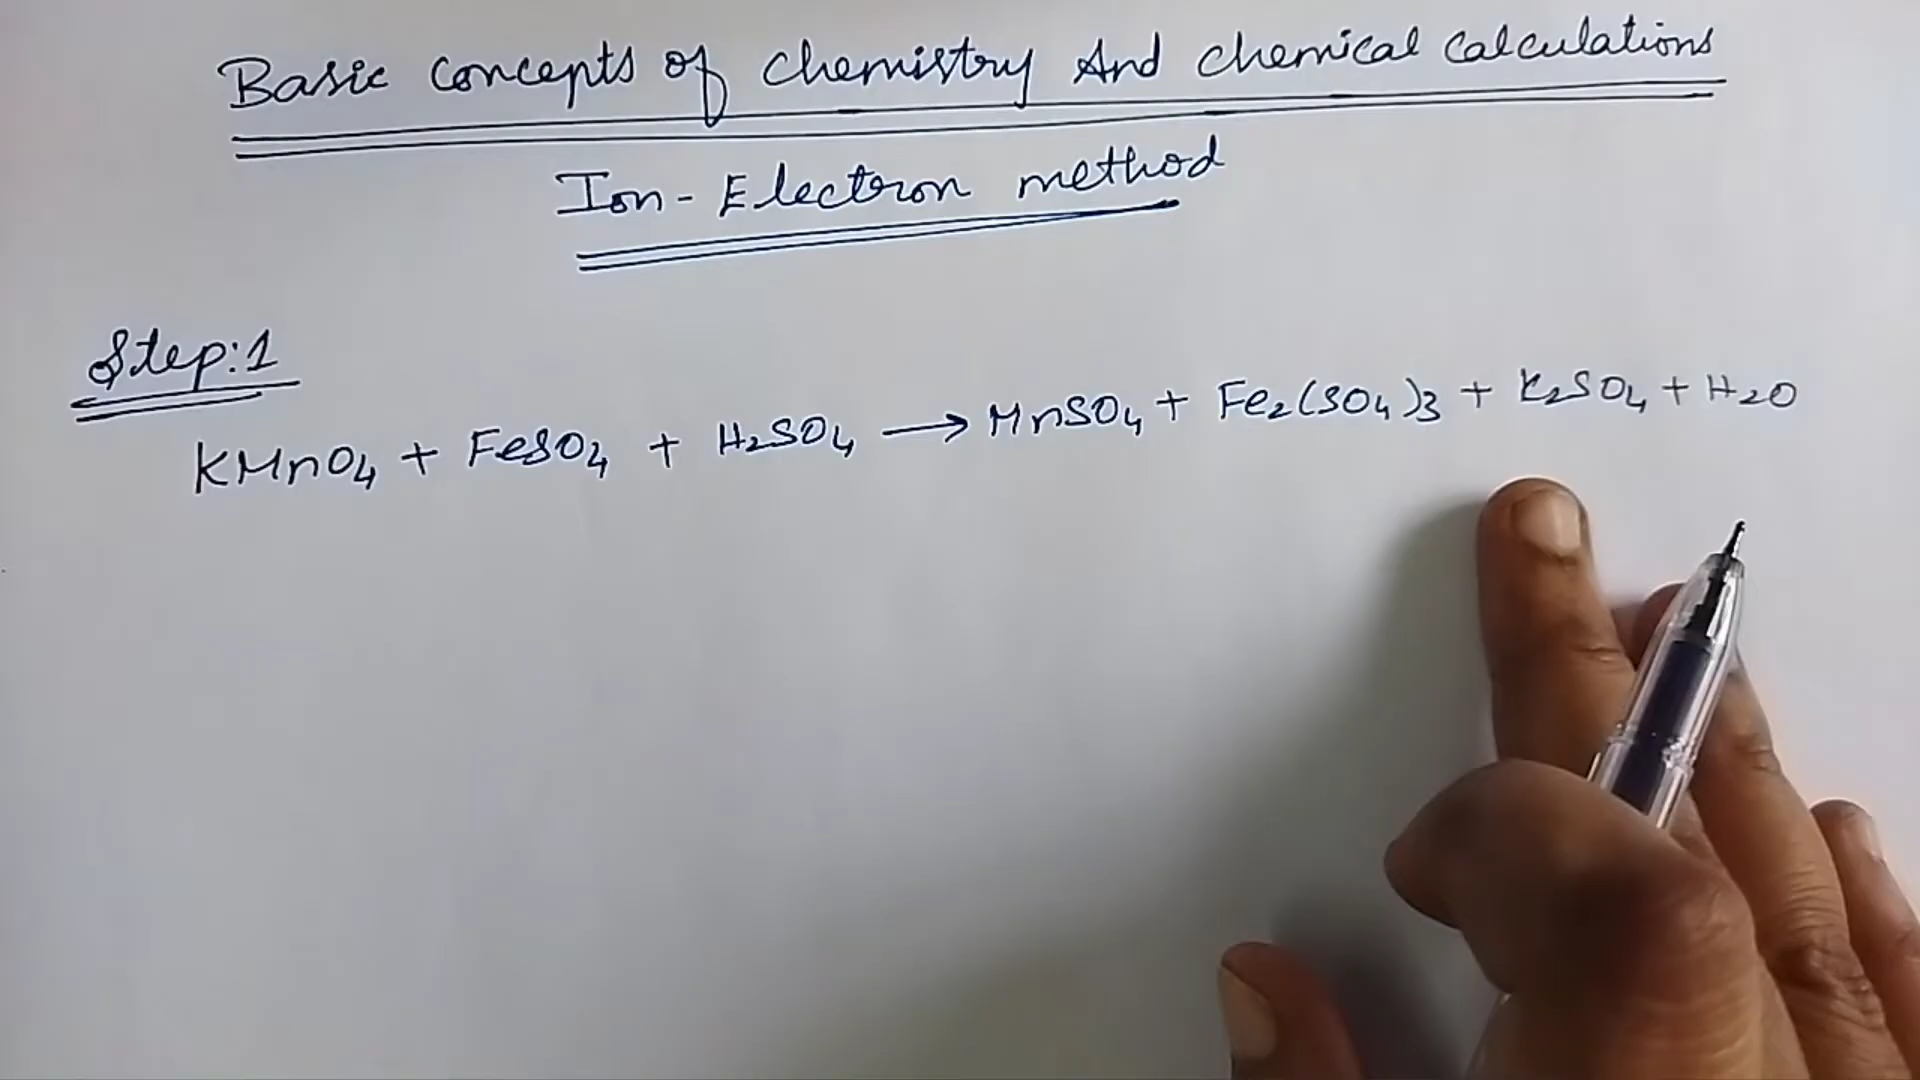 Basic concepts of chemistry And chemical calculations
Ion-Electron method
Step:1
KMnO4 + FeSO4 + H2SO4 → MnSO4 + Fe2(SO4)3 + K2SO4 + H2O